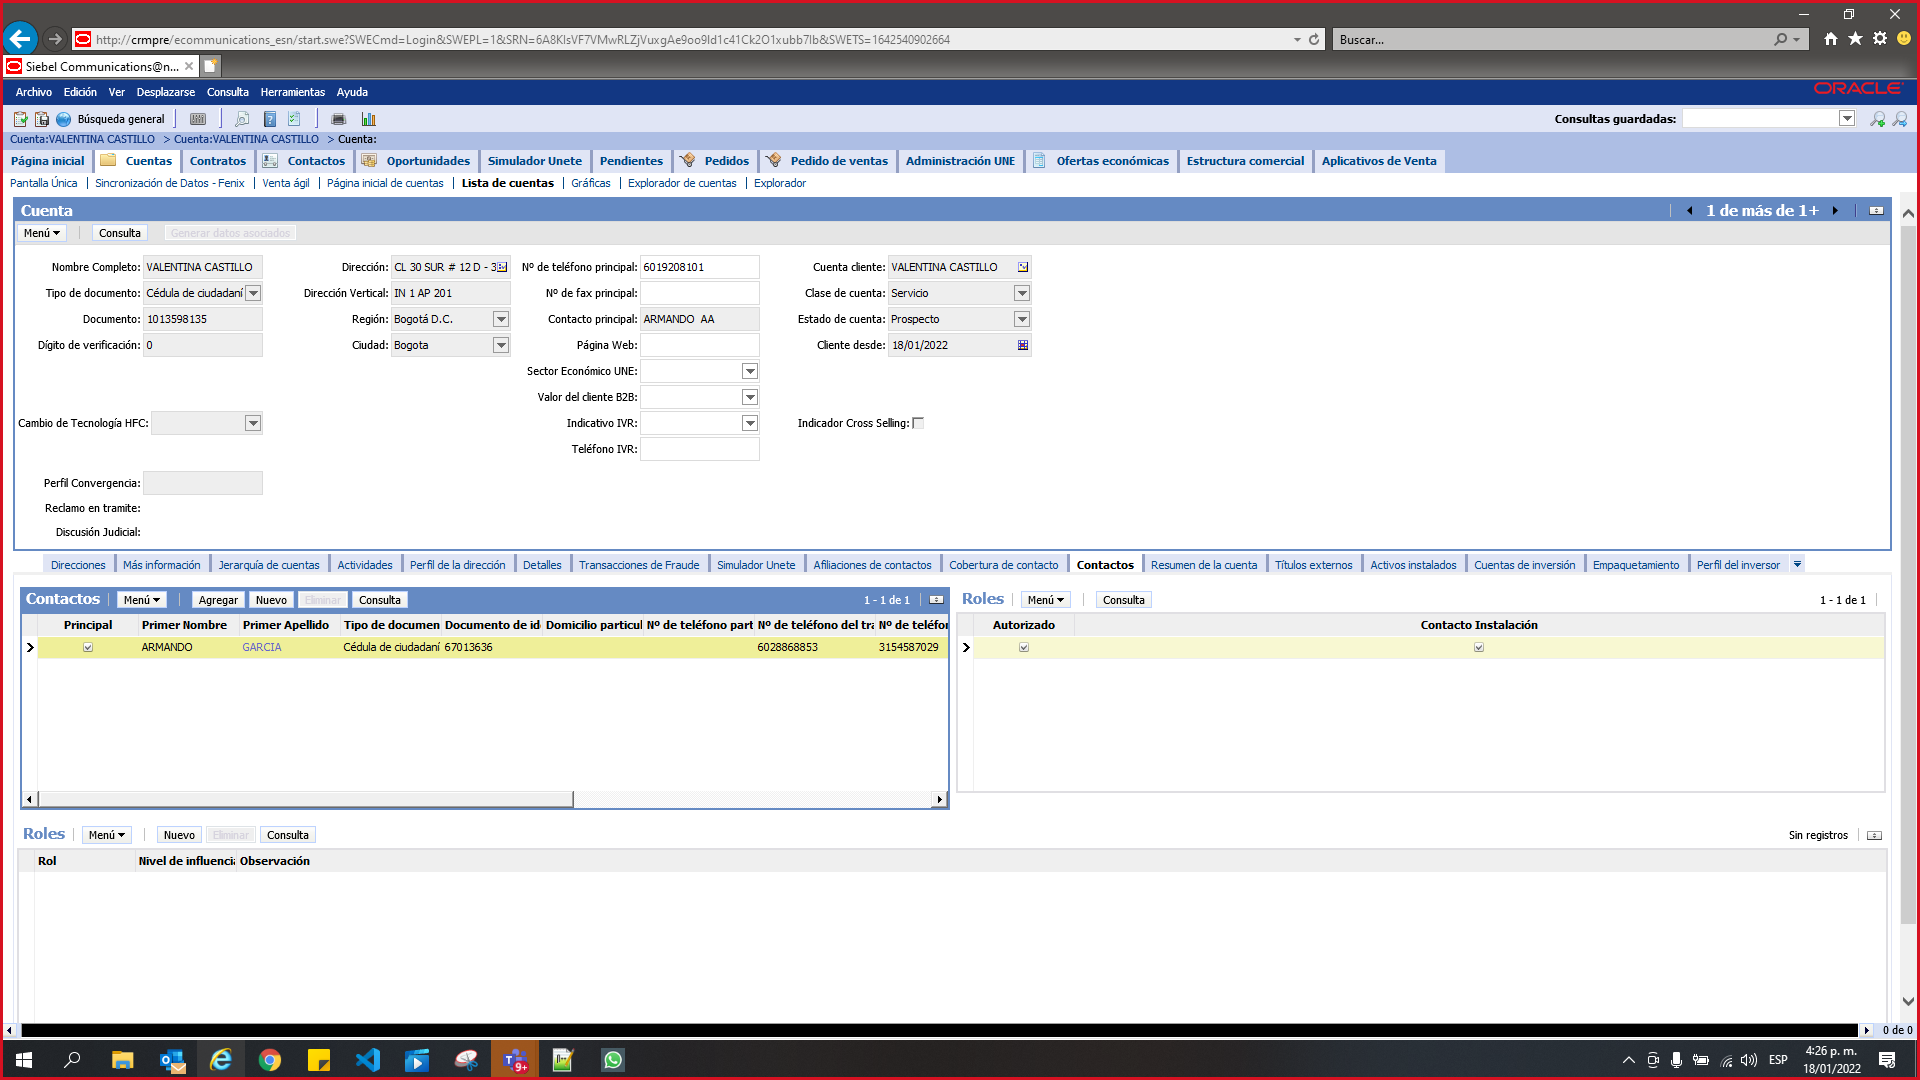 http://crmpre/ecommunications_esn/start.swe?SWECmd=Login&SWEPL=1&SRN=6A8KIsVF7VMwRLZjVuxgAe9oo9Id1c41Ck2O1xubb7Ib&SWETS=1642540902664
Buscar...
Siebel Communications@n...
Archivo Edición Ver Desplazarse Consulta Herramientas Ayuda
ORACLE
Búsqueda general
Consultas guardadas:
Cuenta:VALENTINA CASTILLO > Cuenta:VALENTINA CASTILLO > Cuenta:
Página inicial Cuentas Contratos Contactos Oportunidades Simulador Unete Pendientes Pedidos Pedido de ventas Administración UNE Ofertas económicas Estructura comercial Aplicativos de Venta
Pantalla Única Sincronización de Datos - Fenix Venta ágil Página inicial de cuentas Lista de cuentas Gráficas Explorador de cuentas Explorador
Cuenta 1 de más de 1+
Menú Consulta Generar datos asociados
Nombre Completo: VALENTINA CASTILLO Dirección: CL 30 SUR # 12 D - 3 Nº de teléfono principal: 6019208101 Cuenta cliente: VALENTINA CASTILLO
Tipo de documento: Cédula de ciudadaní Dirección Vertical: IN 1 AP 201 Nº de fax principal: Clase de cuenta: Servicio
Documento: 1013598135 Región: Bogotá D.C. Contacto principal: ARMANDO AA Estado de cuenta: Prospecto
Dígito de verificación: 0 Ciudad: Bogota Página Web: Cliente desde: 18/01/2022
Sector Económico UNE:
Valor del cliente B2B:
Cambio de Tecnología HFC: Indicativo IVR: Indicador Cross Selling:
Teléfono IVR:
Perfil Convergencia:
Reclamo en tramite:
Discusión Judicial:
Direcciones Más información Jerarquía de cuentas Actividades Perfil de la dirección Detalles Transacciones de Fraude Simulador Unete Afiliaciones de contactos Cobertura de contacto Contactos Resumen de la cuenta Títulos externos Activos instalados Cuentas de inversión Empaquetamiento Perfil del inversor
Contactos Menú Agregar Nuevo Eliminar Consulta 1 - 1 de 1
Roles Menú Consulta 1 - 1 de 1
Principal Primer Nombre Primer Apellido Tipo de documen Documento de id Domicilio particul Nº de teléfono part Nº de teléfono del tra Nº de teléfon
Autorizado Contacto Instalación
ARMANDO GARCIA Cédula de ciudadaní 67013636 6028868853 3154587029
Roles Menú Nuevo Eliminar Consulta Sin registros
Rol Nivel de influencia Observación
0 de 0
9+
ESP
4:26 p. m.
18/01/2022